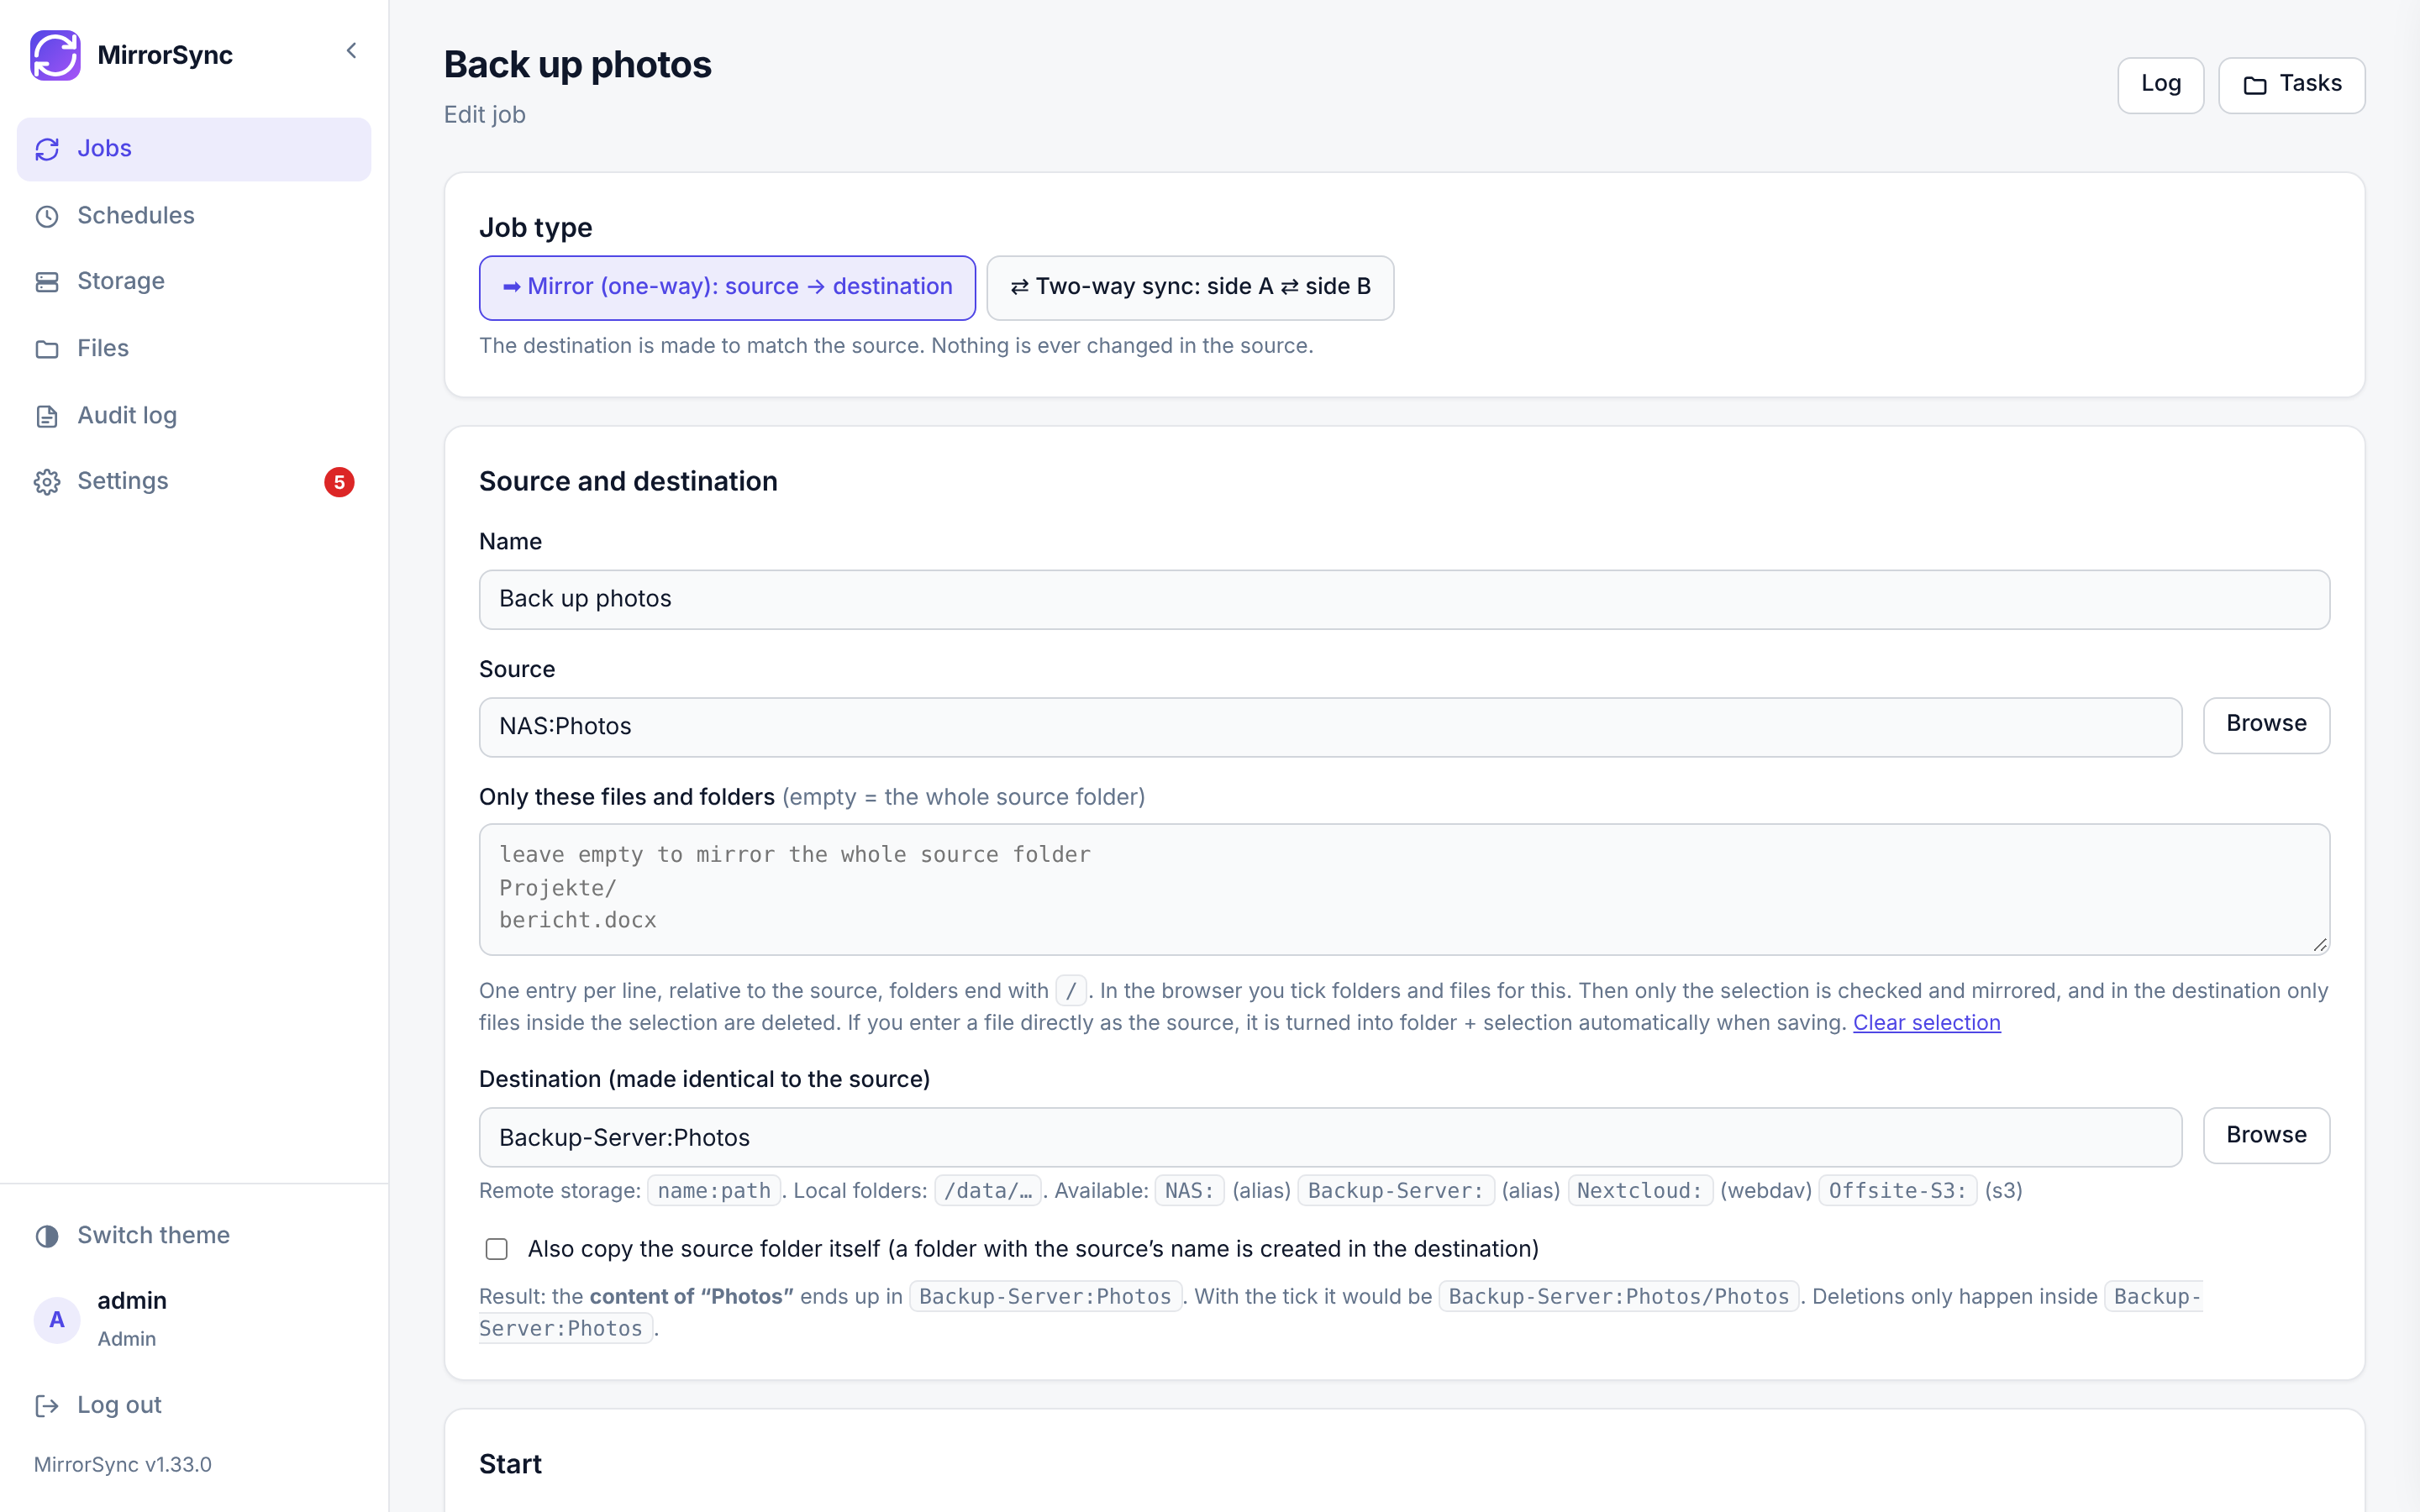 MirrorSync
Jobs
Schedules
Storage
Files
Audit log
Settings
5
Switch theme
A
admin
Admin
Log out
MirrorSync v1.33.0
Back up photos
Edit job
Log
Tasks
Job type
➡ Mirror (one-way): source → destination
⇄ Two-way sync: side A ⇄ side B
The destination is made to match the source. Nothing is ever changed in the source.
Source and destination
Name
Back up photos
Source
NAS:Photos
Browse
Only these files and folders (empty = the whole source folder)
leave empty to mirror the whole source folder
Projekte/
bericht.docx
One entry per line, relative to the source, folders end with /. In the browser you tick folders and files for this. Then only the selection is checked and mirrored, and in the destination only
files inside the selection are deleted. If you enter a file directly as the source, it is turned into folder + selection automatically when saving. Clear selection
Destination (made identical to the source)
Backup-Server:Photos
Browse
Remote storage: name:path. Local folders: /data/…. Available: NAS: (alias) Backup-Server: (alias) Nextcloud: (webdav) Offsite-S3: (s3)
Also copy the source folder itself (a folder with the source’s name is created in the destination)
Result: the content of “Photos” ends up in Backup-Server:Photos. With the tick it would be Backup-Server:Photos/Photos. Deletions only happen inside Backup-
Server:Photos.
Start